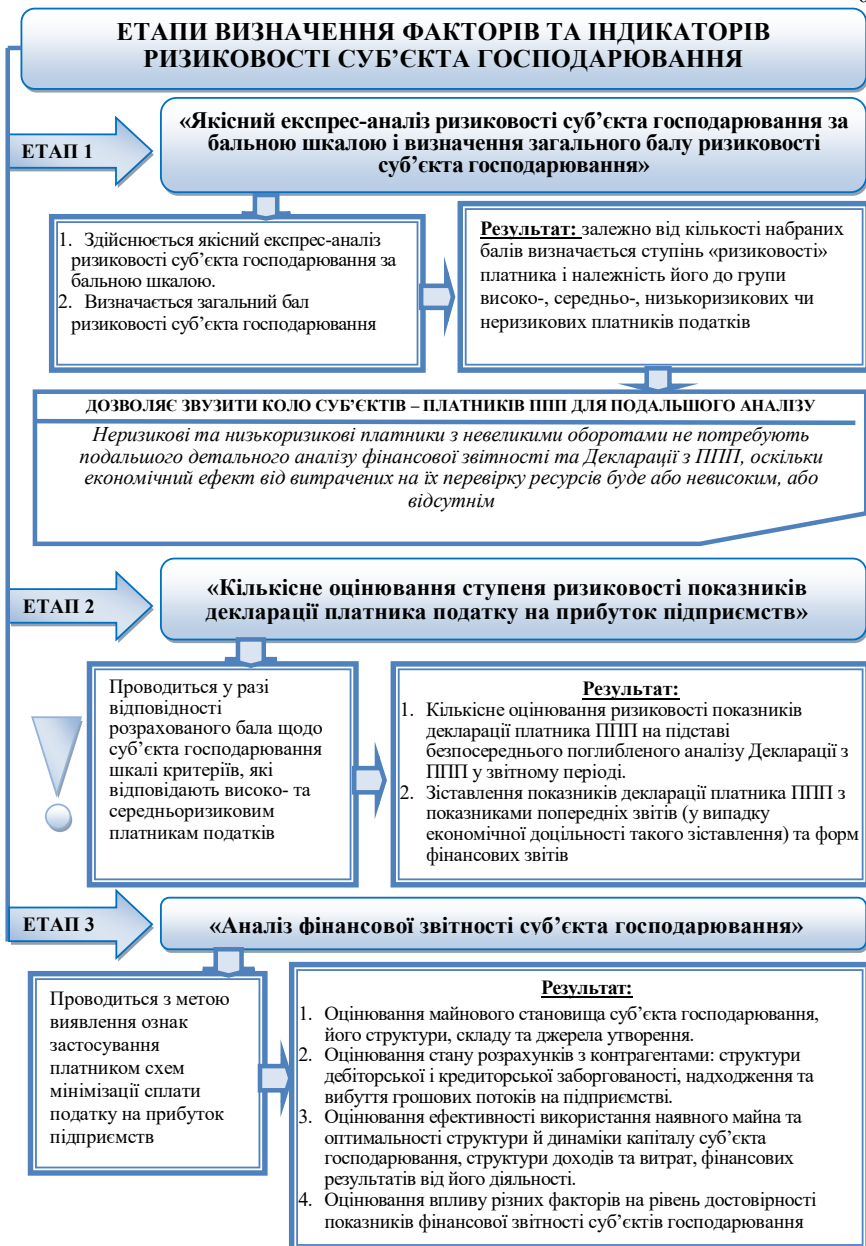 ЕТАПИ ВИЗНАЧЕННЯ ФАКТОРІВ ТА ІНДИКАТОРІВ
РИЗИКОВОСТІ СУБ’ЄКТА ГОСПОДАРЮВАННЯ
ЕТАП 1
«Якісний експрес-аналіз ризиковості суб’єкта господарювання за
бальною шкалою і визначення загального балу ризиковості
суб’єкта господарювання»
1. Здійснюється якісний експрес-аналіз
ризиковості суб’єкта господарювання за
бальною шкалою.
2. Визначається загальний бал
ризиковості суб’єкта господарювання
Результат: залежно від кількості набраних
балів визначається ступінь «ризиковості»
платника і належність його до групи
високо-, середньо-, низькоризикових чи
неризикових платників податків
ДОЗВОЛЯЄ ЗВУЗИТИ КОЛО СУБ’ЄКТІВ – ПЛАТНИКІВ ППП ДЛЯ ПОДАЛЬШОГО АНАЛІЗУ
Неризикові та низькоризикові платники з невеликими оборотами не потребують
подальшого детального аналізу фінансової звітності та Декларації з ППП, оскільки
економічний ефект від витрачених на їх перевірку ресурсів буде або невисоким, або
відсутнім
ЕТАП 2
«Кількісне оцінювання ступеня ризиковості показників
декларації платника податку на прибуток підприємств»
Проводиться у разі
відповідності
розрахованого бала щодо
суб’єкта господарювання
шкалі критеріїв, які
відповідають високо- та
середньоризиковим
платникам податків
Результат:
1. Кількісне оцінювання ризиковості показників
декларації платника ППП на підставі
безпосереднього поглибленого аналізу Декларації з
ППП у звітному періоді.
2. Зіставлення показників декларації платника ППП з
показниками попередніх звітів (у випадку
економічної доцільності такого зіставлення) та форм
фінансових звітів
ЕТАП 3
«Аналіз фінансової звітності суб’єкта господарювання»
Проводиться з метою
виявлення ознак
застосування
платником схем
мінімізації сплати
податку на прибуток
підприємств
Результат:
1. Оцінювання майнового становища суб’єкта господарювання,
його структури, складу та джерела утворення.
2. Оцінювання стану розрахунків з контрагентами: структури
дебіторської і кредиторської заборгованості, надходження та
вибуття грошових потоків на підприємстві.
3. Оцінювання ефективності використання наявного майна та
оптимальності структури й динаміки капіталу суб’єкта
господарювання, структури доходів та витрат, фінансових
результатів від його діяльності.
4. Оцінювання впливу різних факторів на рівень достовірності
показників фінансової звітності суб’єктів господарювання